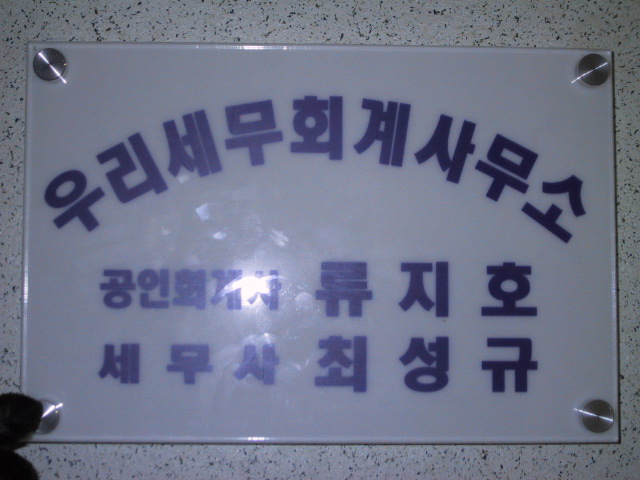 우리세무회계사무소
공인회계사 류지호
세무사 최성규